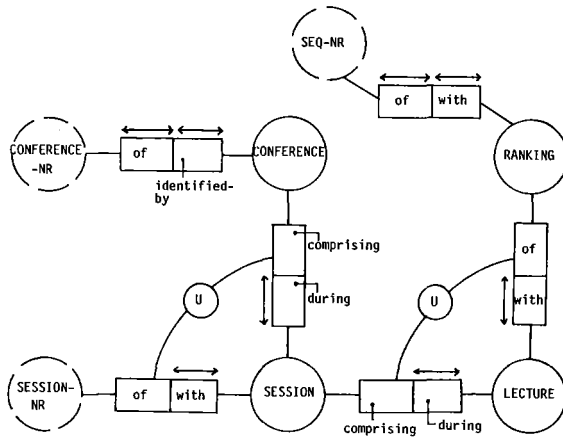 SEQ-NR
of with
CONFERENCE
-NR
of
identified-
by
CONFERENCE
RANKING
comprising
during
U
of
with
U
SESSION-
NR
of with
SESSION
comprising
during
LECTURE